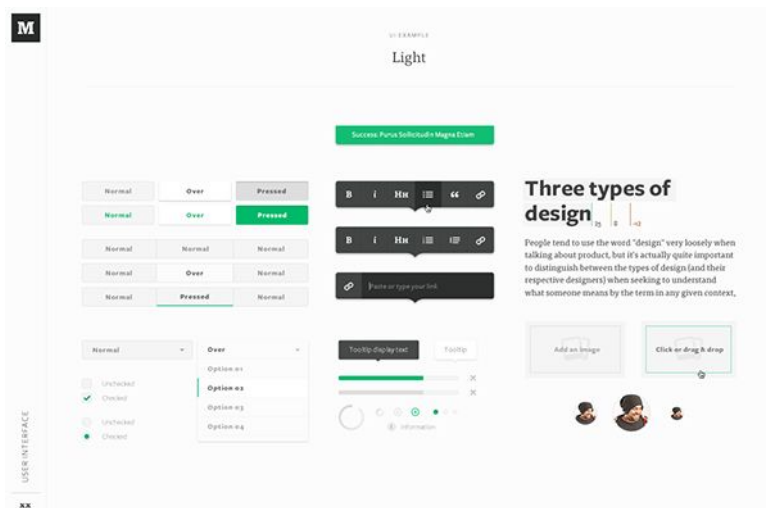 M
UI EXAMPLE
Light
Success: Purus Sollicitudin Magna Etiam
Normal Over Pressed
Normal Over Pressed
Normal Normal Normal
Normal Over Normal
Normal Pressed Normal
B i HH “
B i HH
Paste or type your link
Three types of
design 25 0 -12
People tend to use the word "design" very loosely when
talking about product, but it's actually quite important
to distinguish between the types of design (and their
respective designers) when seeking to understand
what someone means by the term in any given context,
Add an image
Click or drag & drop
Normal
Unchecked
Checked
Unchecked
Checked
Over
Option 01
Option 02
Option 03
Option 04
Tooltip display text
Tooltip
Information
USER INTERFACE
xx